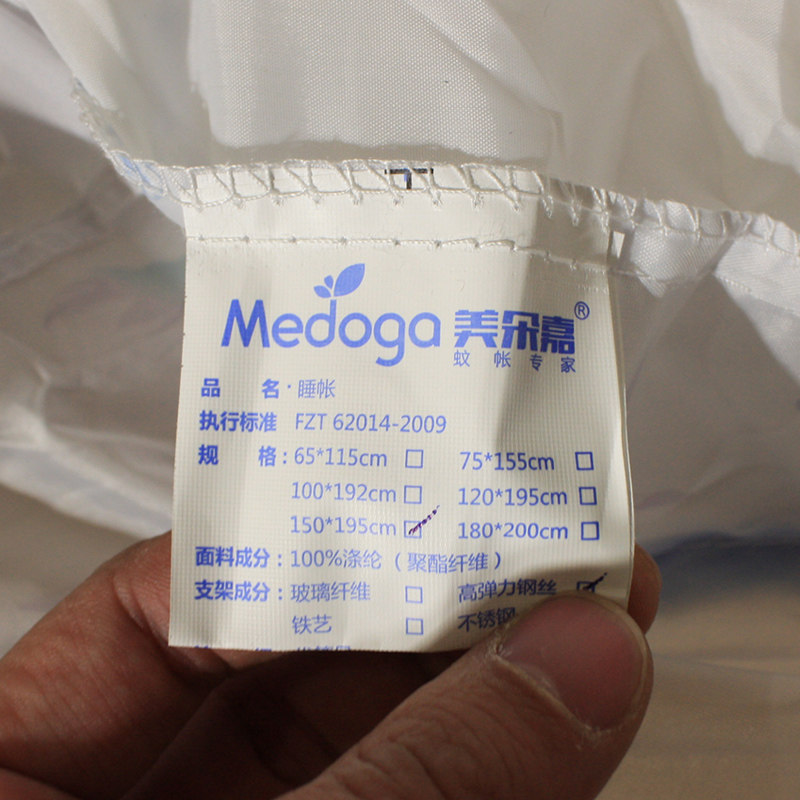 Medoga 美朵嘉®
蚊帐专家
品 名: 睡帐
执行标准 FZT 62014-2009
规 格: 65*115cm □ 75*155cm □
100*192cm □ 120*195cm □
150*195cm ☑ 180*200cm □
面料成分: 100%涤纶（聚酯纤维）
支架成分: 玻璃纤维 □ 高弹力钢丝 ☑
铁艺 □ 不锈钢